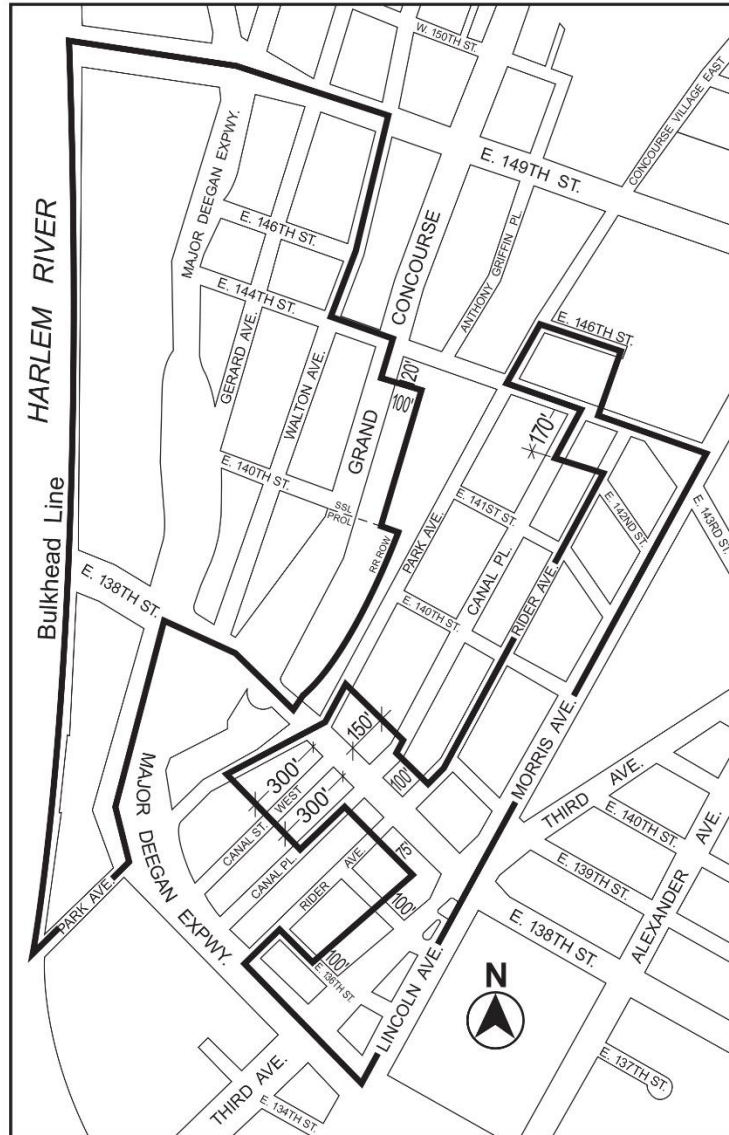 W. 150TH ST.
CONCOURSE VILLAGE EAST
MAJOR DEEGAN EXPWY.
E. 149TH ST.
HARLEM RIVER
Bulkhead Line
E. 146TH ST.
CONCOURSE
ANTHONY GRIFFIN PL.
E. 144TH ST.
E. 146TH ST.
GERARD AVE.
WALTON AVE.
20'
100'
GRAND
170'
E. 140TH ST.
SSL
PROL
RR ROW
PARK AVE.
E. 141ST ST.
E. 142ND ST.
E. 143RD ST.
CANAL PL.
RIDER AVE.
E. 138TH ST.
E. 140TH ST.
150'
100'
MORRIS AVE.
MAJOR DEEGAN EXPWY.
300'
300'
CANAL ST. WEST
CANAL PL.
RIDER AVE
75'
100'
THIRD AVE.
E. 140TH ST.
E. 139TH ST.
E. 138TH ST.
ALEXANDER AVE.
PARK AVE.
100'
E. 136TH ST.
LINCOLN AVE.
N
THIRD AVE.
E. 134TH ST.
E. 137TH ST.